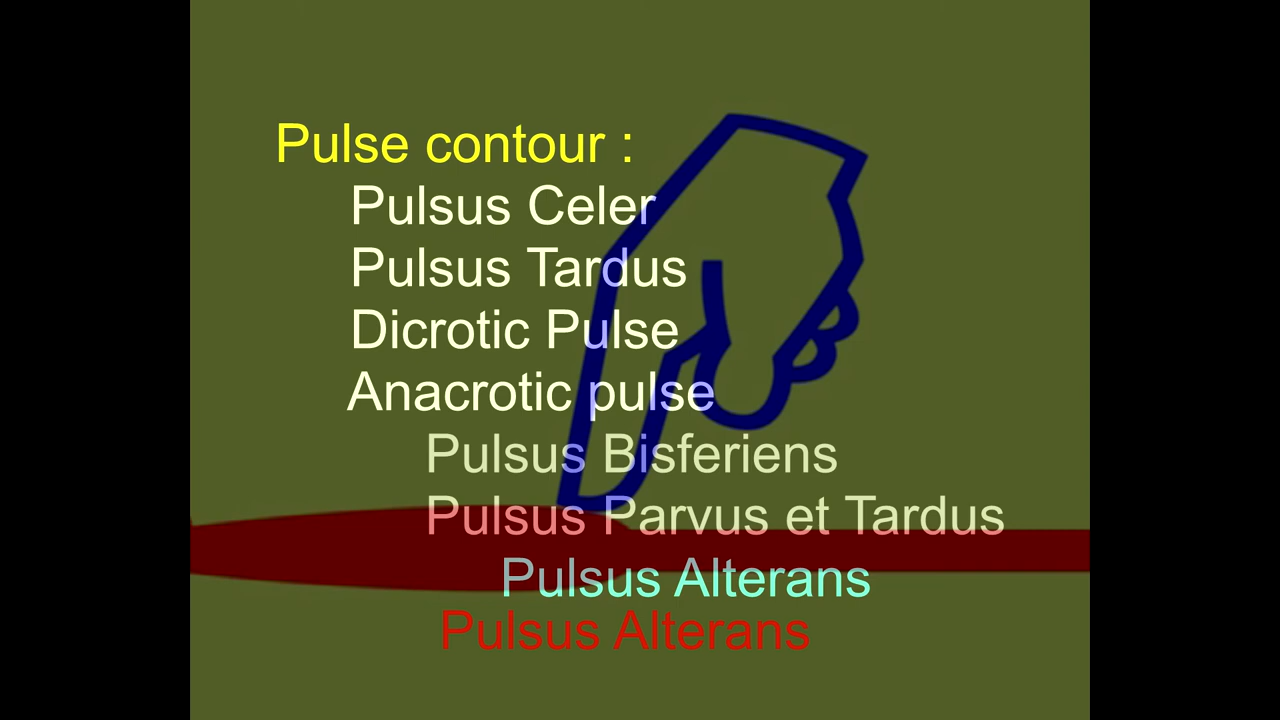 Pulse contour :
Pulsus Celer
Pulsus Tardus
Dicrotic Pulse
Anacrotic pulse
Pulsus Bisferiens
Pulsus Parvus et Tardus
Pulsus Alterans
Pulsus Alterans